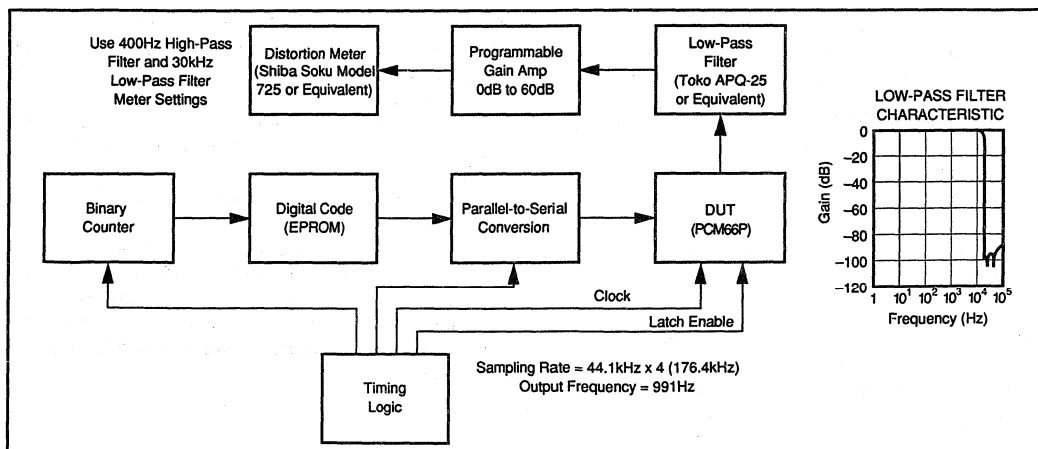 Use 400Hz High-Pass
Filter and 30kHz
Low-Pass Filter
Meter Settings
Distortion Meter
(Shiba Soku Model
725 or Equivalent)
Programmable
Gain Amp
0dB to 60dB
Low-Pass
Filter
(Toko APQ-25
or Equivalent)
LOW-PASS FILTER
CHARACTERISTIC
0
–20
–40
–60
–80
–100
–120
Gain (dB)
1 10¹ 10² 10³ 10⁴ 10⁵
Frequency (Hz)
Binary
Counter
Digital Code
(EPROM)
Parallel-to-Serial
Conversion
DUT
(PCM66P)
Clock
Latch Enable
Timing
Logic
Sampling Rate = 44.1kHz x 4 (176.4kHz)
Output Frequency = 991Hz